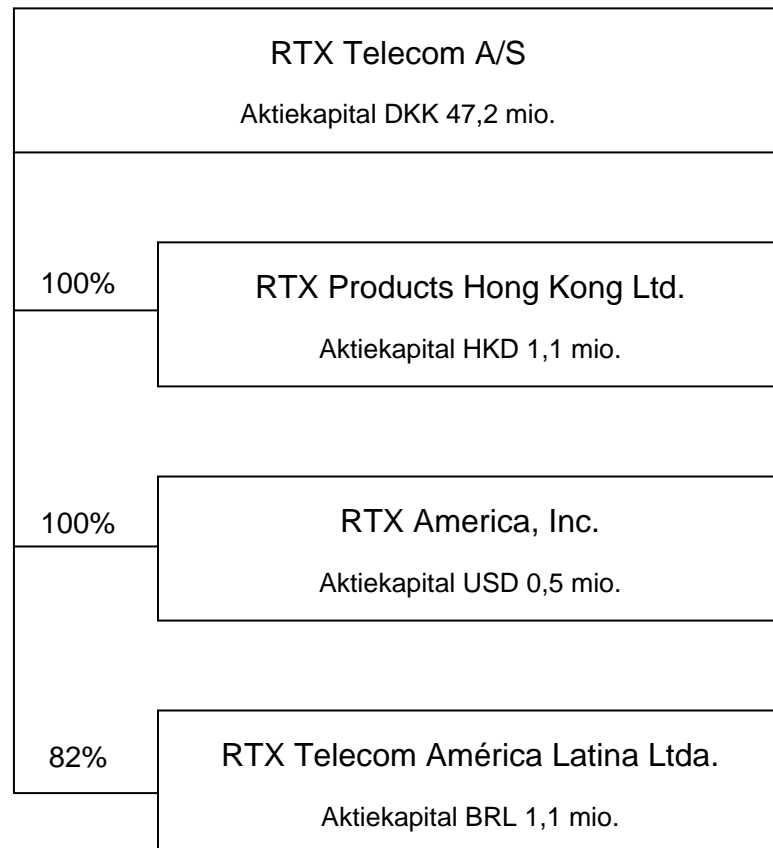 RTX Telecom A/S
Aktiekapital DKK 47,2 mio.
100%
RTX Products Hong Kong Ltd.
Aktiekapital HKD 1,1 mio.
100%
RTX America, Inc.
Aktiekapital USD 0,5 mio.
82%
RTX Telecom América Latina Ltda.
Aktiekapital BRL 1,1 mio.